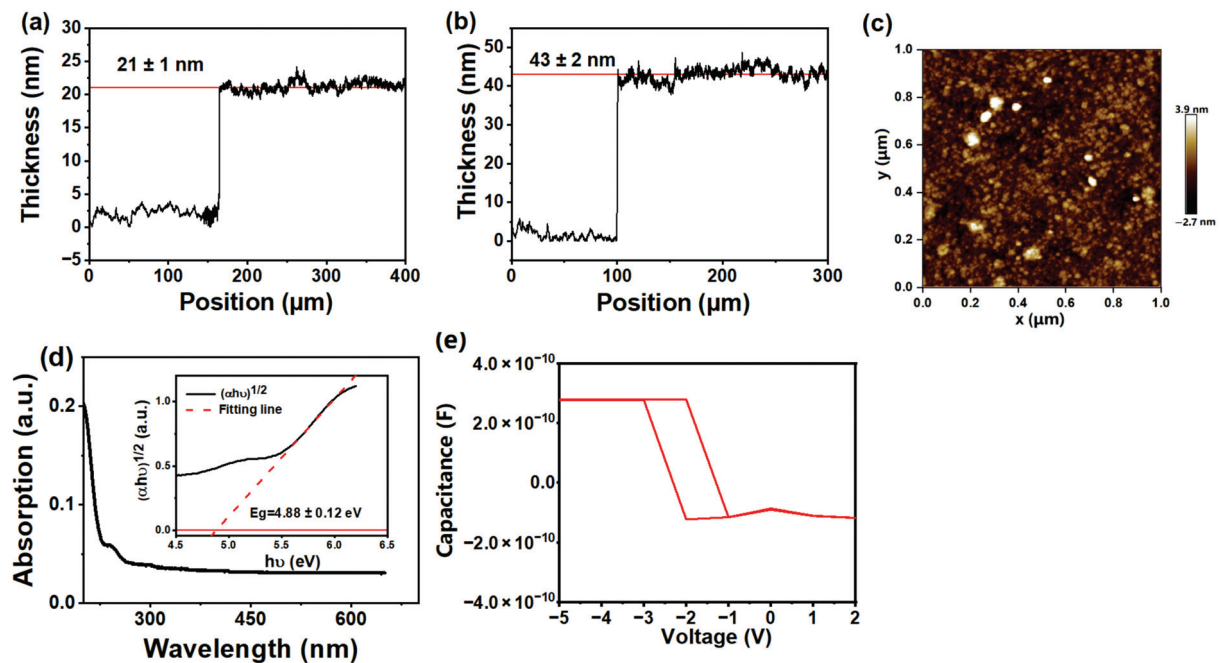 (a)
30
25
20
15
10
5
0
−5
Thickness (nm)
21 ± 1 nm
0
100
200
300
400
Position (µm)
(b)
50
40
30
20
10
0
Thickness (nm)
43 ± 2 nm
0
100
200
300
Position (µm)
(c)
1.0
0.8
0.6
0.4
0.2
0.0
y (µm)
0.0
0.2
0.4
0.6
0.8
1.0
x (µm)
3.9 nm
−2.7 nm
(d)
0.2
0.1
0.0
Absorption (a.u.)
300
450
600
Wavelength (nm)
(αhυ)1/2
Fitting line
1.0
0.5
0.0
(αhυ)1/2 (a.u.)
Eg=4.88 ± 0.12 eV
4.5
5.0
5.5
6.0
6.5
hυ (eV)
(e)
4.0 × 10−10
2.0 × 10−10
0.0
−2.0 × 10−10
−4.0 × 10−10
Capacitance (F)
−5
−4
−3
−2
−1
0
1
2
Voltage (V)